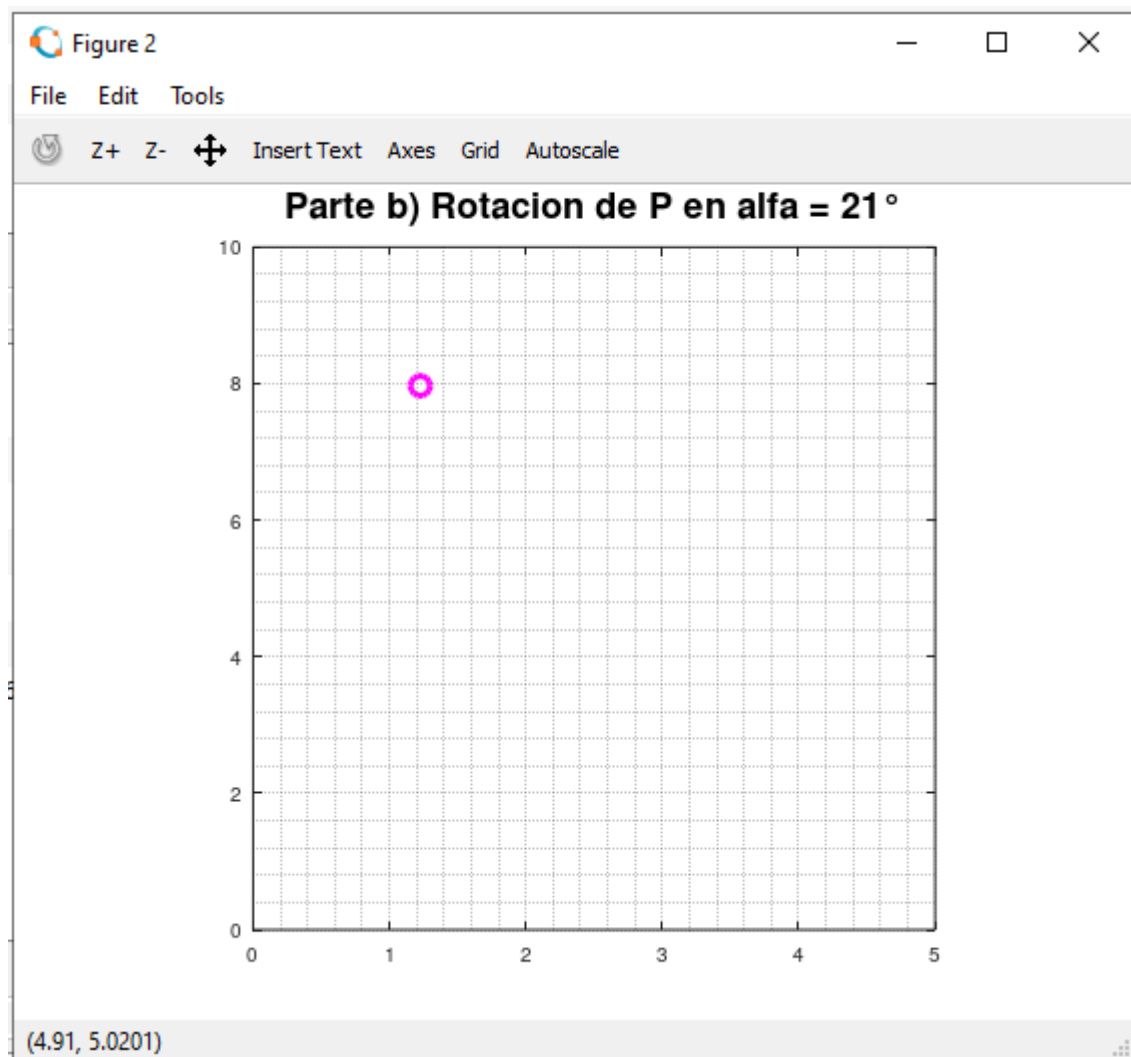 Figure 2
File Edit Tools
Z+ Z- Insert Text Axes Grid Autoscale
Parte b) Rotacion de P en alfa = 21°
10
8
6
4
2
0
0 1 2 3 4 5
(4.91, 5.0201)